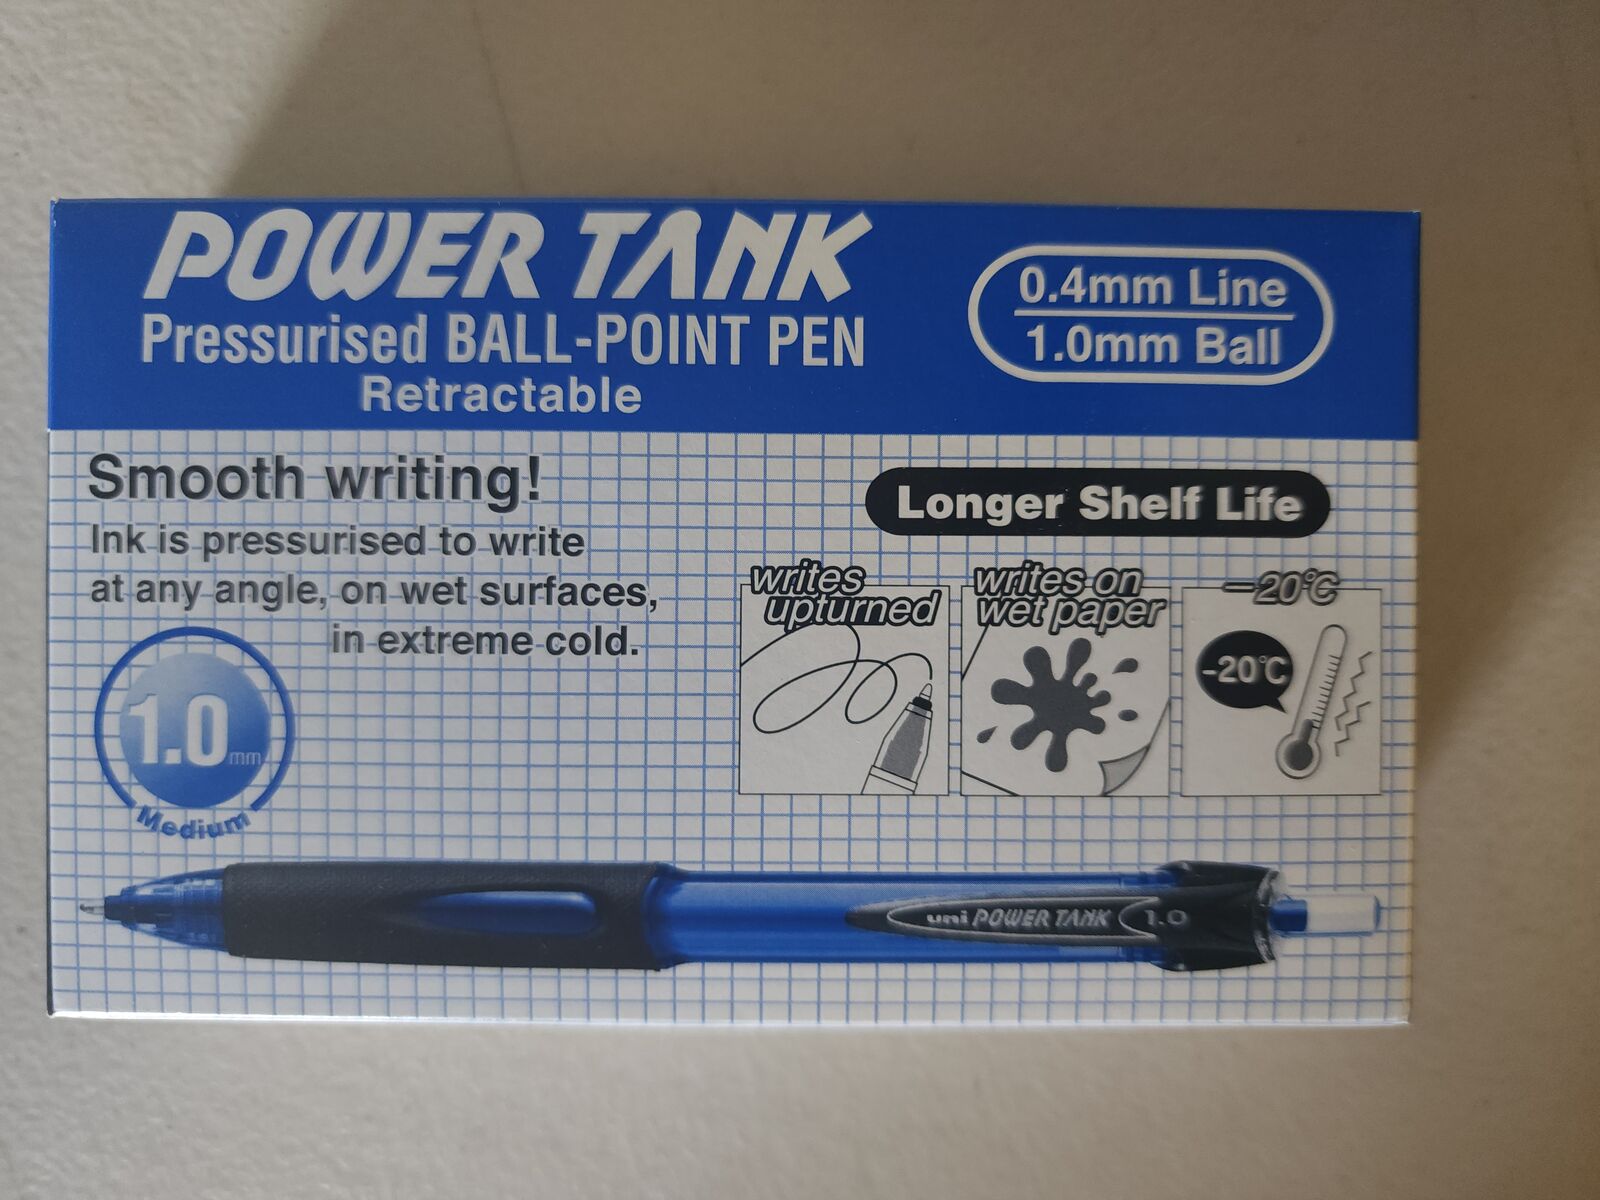 POWER TANK
Pressurised BALL-POINT PEN
Retractable
0.4mm Line
1.0mm Ball
Smooth writing!
Ink is pressurised to write
at any angle, on wet surfaces,
in extreme cold.
Longer Shelf Life
writes
upturned
writes on
wet paper
-20°C
-20°C
1.0mm
Medium
uni POWER TANK 1.0